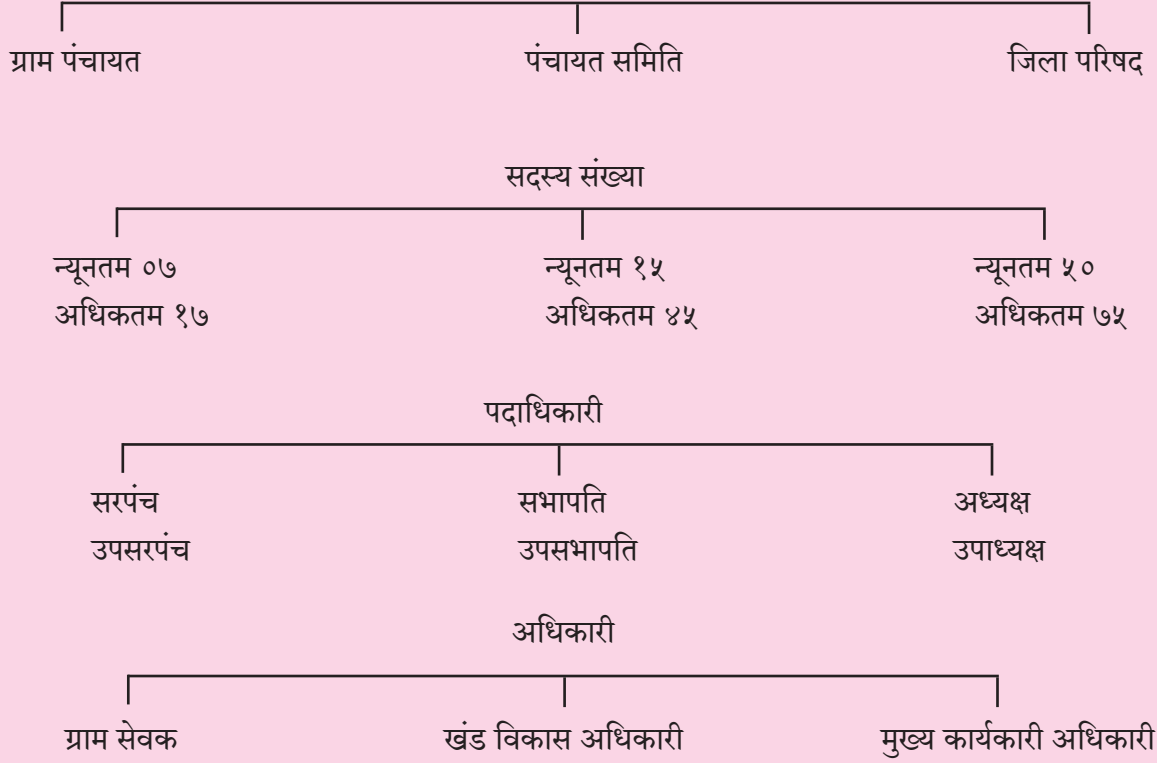 ग्राम पंचायत पंचायत समिति जिला परिषद
सदस्य संख्या
न्यूनतम ०७ न्यूनतम १५ न्यूनतम ५०
अधिकतम १७ अधिकतम ४५ अधिकतम ७५
पदाधिकारी
सरपंच सभापति अध्यक्ष
उपसरपंच उपसभापति उपाध्यक्ष
अधिकारी
ग्राम सेवक खंड विकास अधिकारी मुख्य कार्यकारी अधिकारी